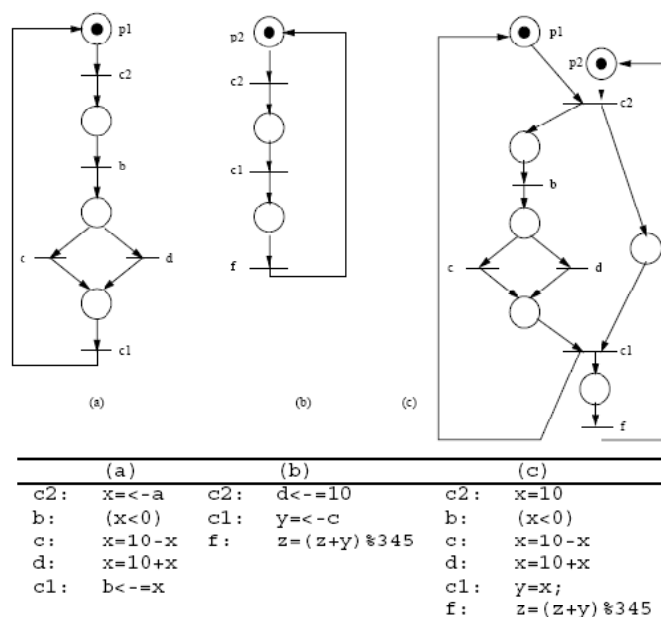 p1
c2
b
c
d
c1
(a)
p2
c2
c1
f
(b)
p1
p2
c2
b
c
d
c1
f
(c)
(a) (b) (c)
c2: x=<-a c2: d<-=10 c2: x=10
b: (x<0) c1: y=<-c b: (x<0)
c: x=10-x f: z=(z+y)%345 c: x=10-x
d: x=10+x d: x=10+x
c1: b<-=x c1: y=x;
f: z=(z+y)%345